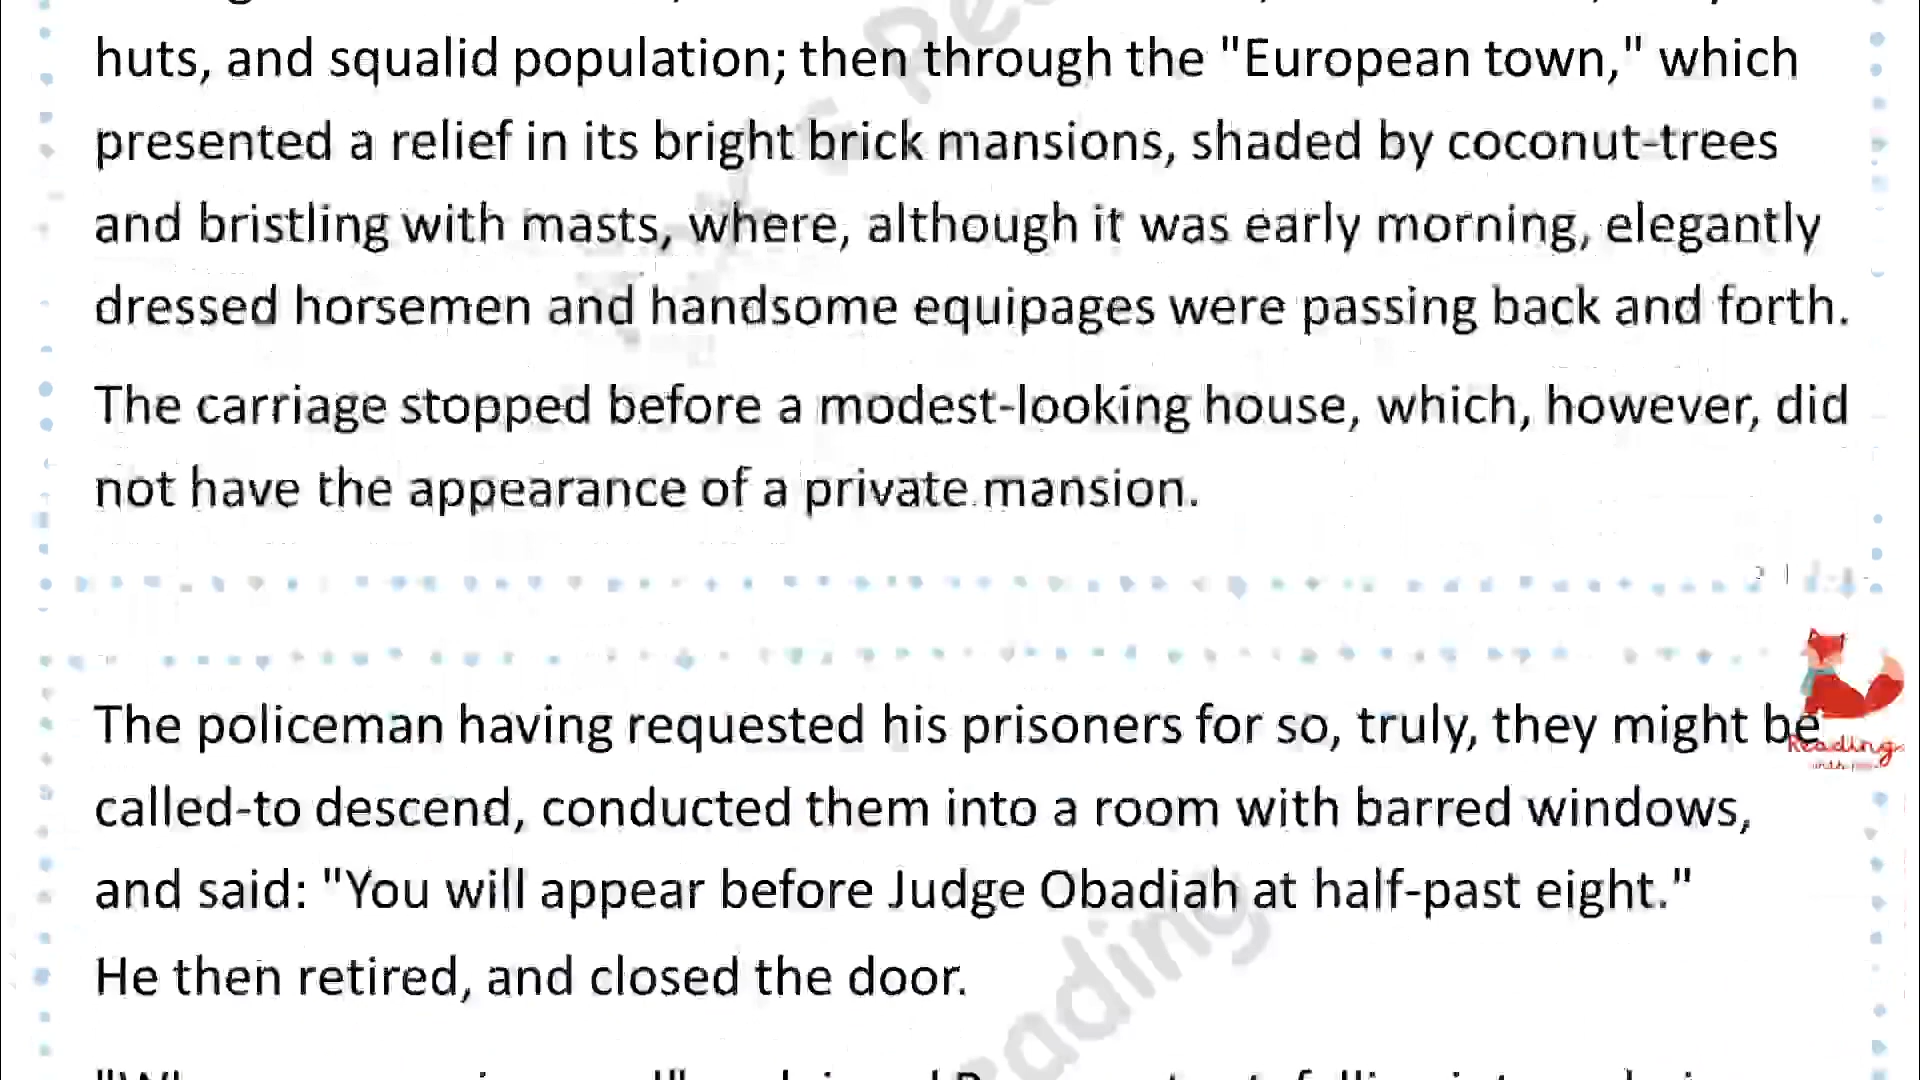 huts, and squalid population; then through the "European town," which
presented a relief in its bright brick mansions, shaded by coconut-trees
and bristling with masts, where, although it was early morning, elegantly
dressed horsemen and handsome equipages were passing back and forth.
The carriage stopped before a modest-looking house, which, however, did
not have the appearance of a private mansion.
The policeman having requested his prisoners for so, truly, they might be
Reading
called-to descend, conducted them into a room with barred windows,
and said: "You will appear before Judge Obadiah at half-past eight."
He then retired, and closed the door.